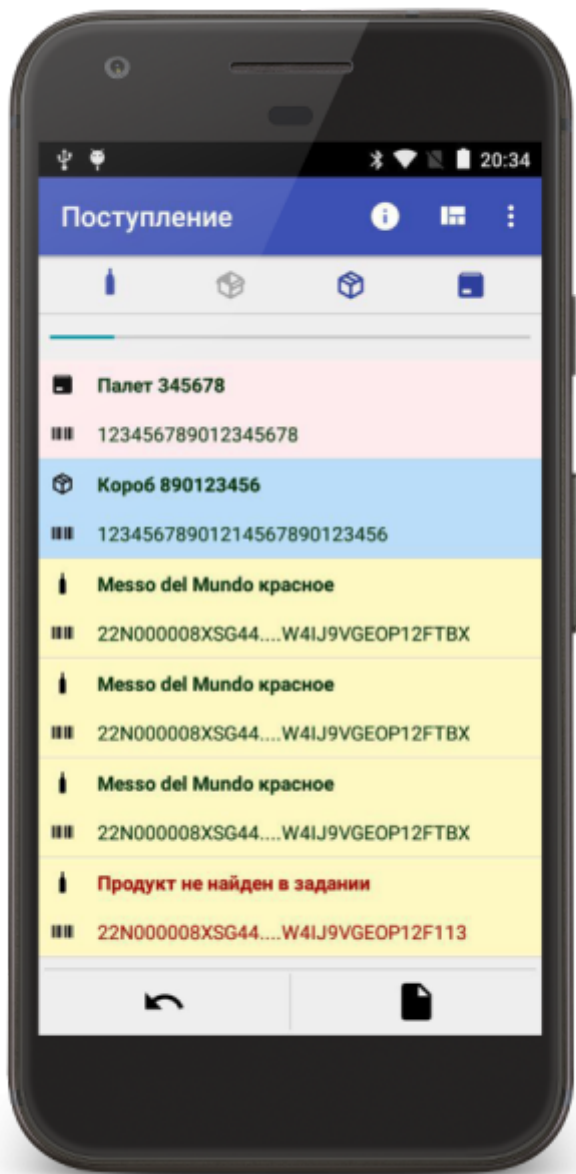 20:34
Поступление
Палет 345678
123456789012345678
Короб 890123456
12345678901214567890123456
Messo del Mundo красное
22N000008XSG44....W4IJ9VGEOP12FTBX
Messo del Mundo красное
22N000008XSG44....W4IJ9VGEOP12FTBX
Messo del Mundo красное
22N000008XSG44....W4IJ9VGEOP12FTBX
Продукт не найден в задании
22N000008XSG44....W4IJ9VGEOP12F113